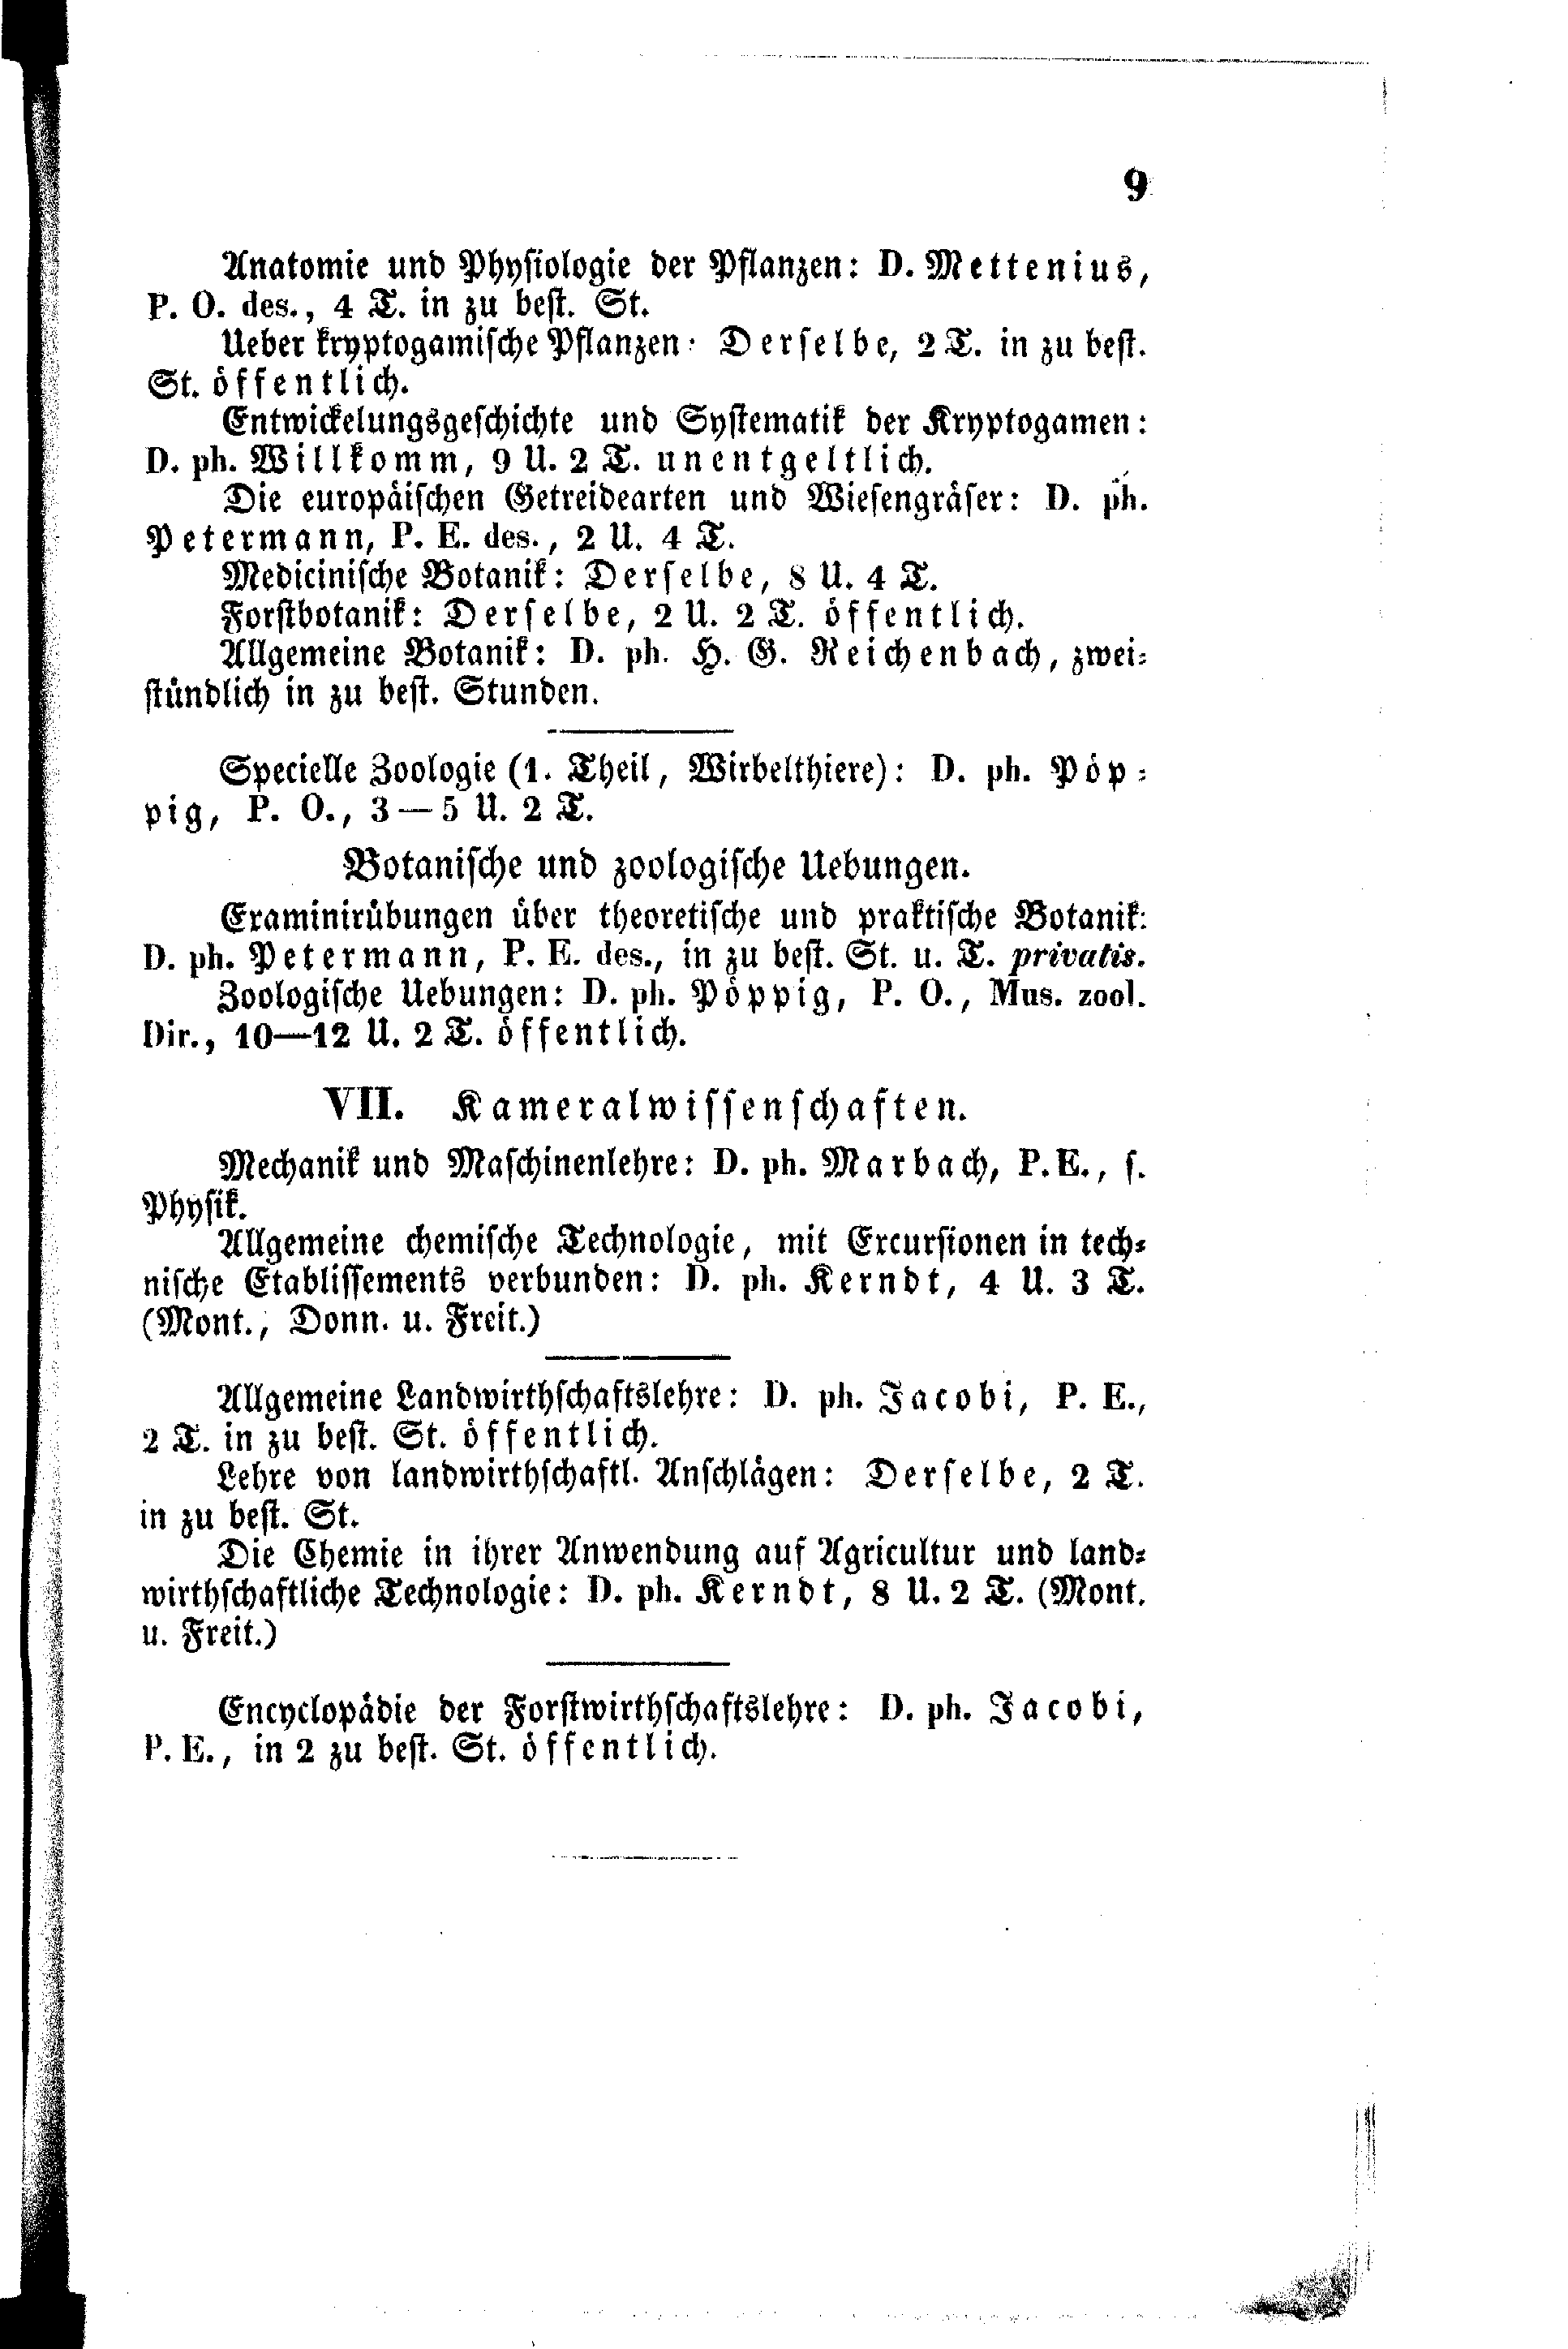 9
Anatomie und Physiologie der Pflanzen: D. Mettenius,
P. O. des., 4 T. in zu best. St.
Ueber kryptogamische Pflanzen: Derselbe, 2 T. in zu best.
St. öffentlich.
Entwickelungsgeschichte und Systematik der Kryptogamen:
D. ph. Willkomm, 9 U. 2 T. unentgeltlich.
Die europäischen Getreidearten und Wiesengräser: D. ph.
Petermann, P. E. des., 2 U. 4 T.
Medicinische Botanik: Derselbe, 8 U. 4 T.
Forstbotanik: Derselbe, 2 U. 2 T. öffentlich.
Allgemeine Botanik: D. ph. H. G. Reichenbach, zwei-
stündlich in zu best. Stunden.
Specielle Zoologie (1. Theil, Wirbelthiere): D. ph. Pöp-
pig, P. O., 3—5 U. 2 T.
Botanische und zoologische Uebungen.
Examinirübungen über theoretische und praktische Botanik:
D. ph. Petermann, P. E. des., in zu best. St. u. T. privatis.
Zoologische Uebungen: D. ph. Pöppig, P. O., Mus. zool.
Dir., 10—12 U. 2 T. öffentlich.
VII. Kameralwissenschaften.
Mechanik und Maschinenlehre: D. ph. Marbach, P. E., s.
Physik.
Allgemeine chemische Technologie, mit Excursionen in tech-
nische Etablissements verbunden: D. ph. Kerndt, 4 U. 3 T.
(Mont., Donn. u. Freit.)
Allgemeine Landwirthschaftslehre: D. ph. Jacobi, P. E.,
2 T. in zu best. St. öffentlich.
Lehre von landwirthschaftl. Anschlägen: Derselbe, 2 T.
in zu best. St.
Die Chemie in ihrer Anwendung auf Agricultur und land-
wirthschaftliche Technologie: D. ph. Kerndt, 8 U. 2 T. (Mont.
u. Freit.)
Encyclopädie der Forstwirthschaftslehre: D. ph. Jacobi,
P. E., in 2 zu best. St. öffentlich.